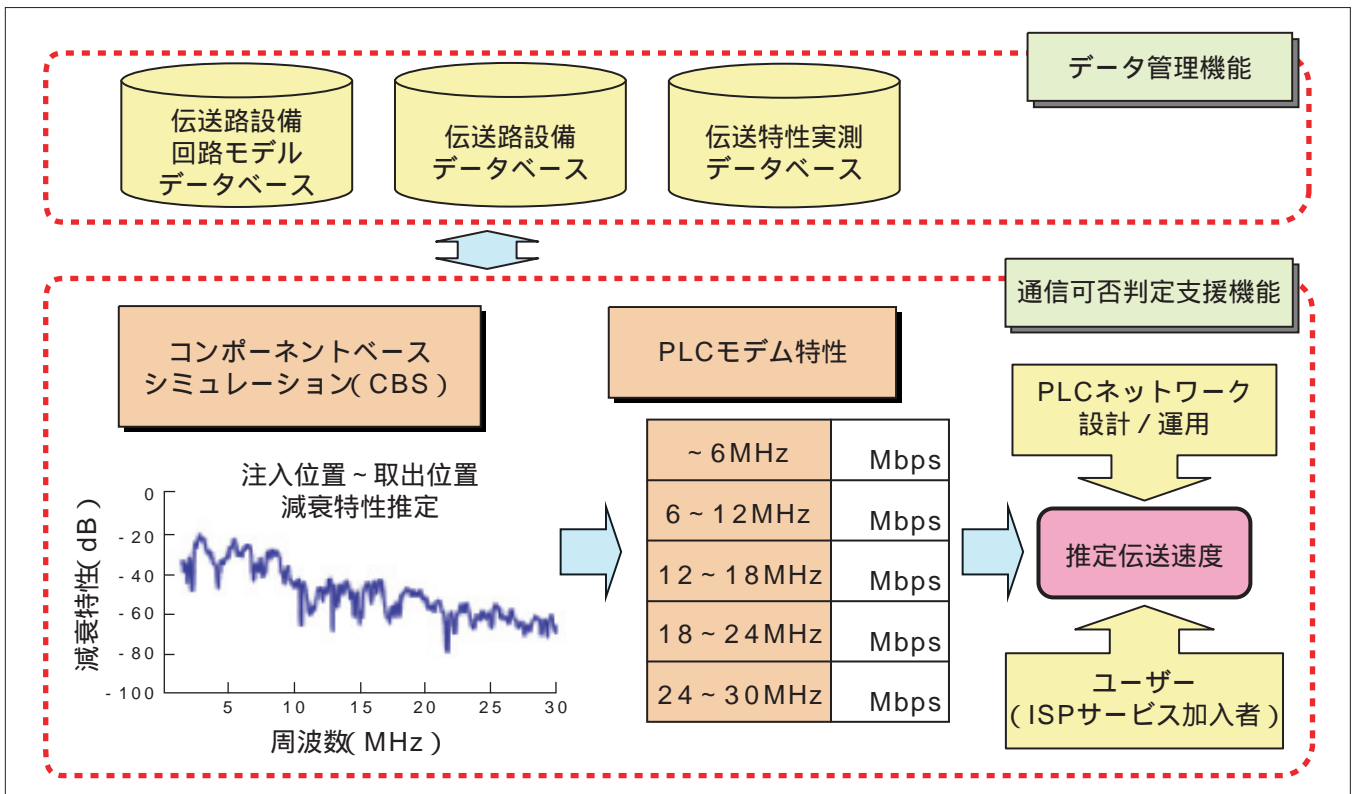 データ管理機能
伝送路設備
回路モデル
データベース
伝送路設備
データベース
伝送特性実測
データベース
通信可否判定支援機能
コンポーネントベース
シミュレーション(CBS)
PLCモデム特性
注入位置~取出位置
減衰特性推定
減衰特性(dB)
0
-20
-40
-60
-80
-100
5 10 15 20 25 30
周波数(MHz)
~6MHz Mbps
6~12MHz Mbps
12~18MHz Mbps
18~24MHz Mbps
24~30MHz Mbps
PLCネットワーク
設計/運用
推定伝送速度
ユーザー
(ISPサービス加入者)